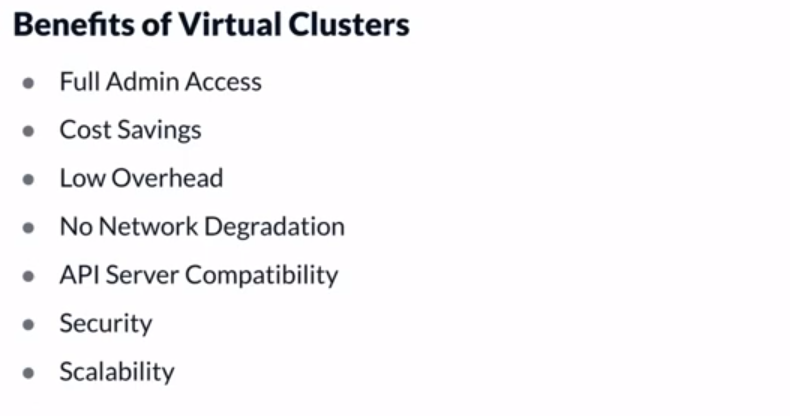 Benefits of Virtual Clusters
Full Admin Access
Cost Savings
Low Overhead
No Network Degradation
API Server Compatibility
Security
Scalability